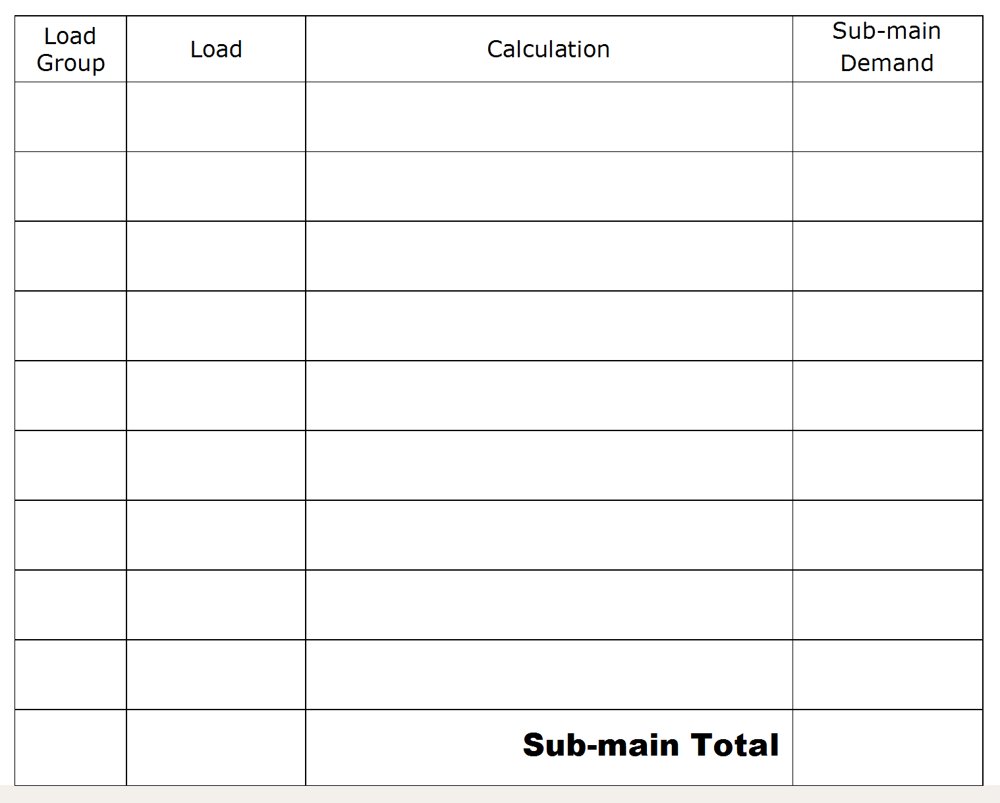 Load
Group
Load
Calculation
Sub-main
Demand
Sub-main Total